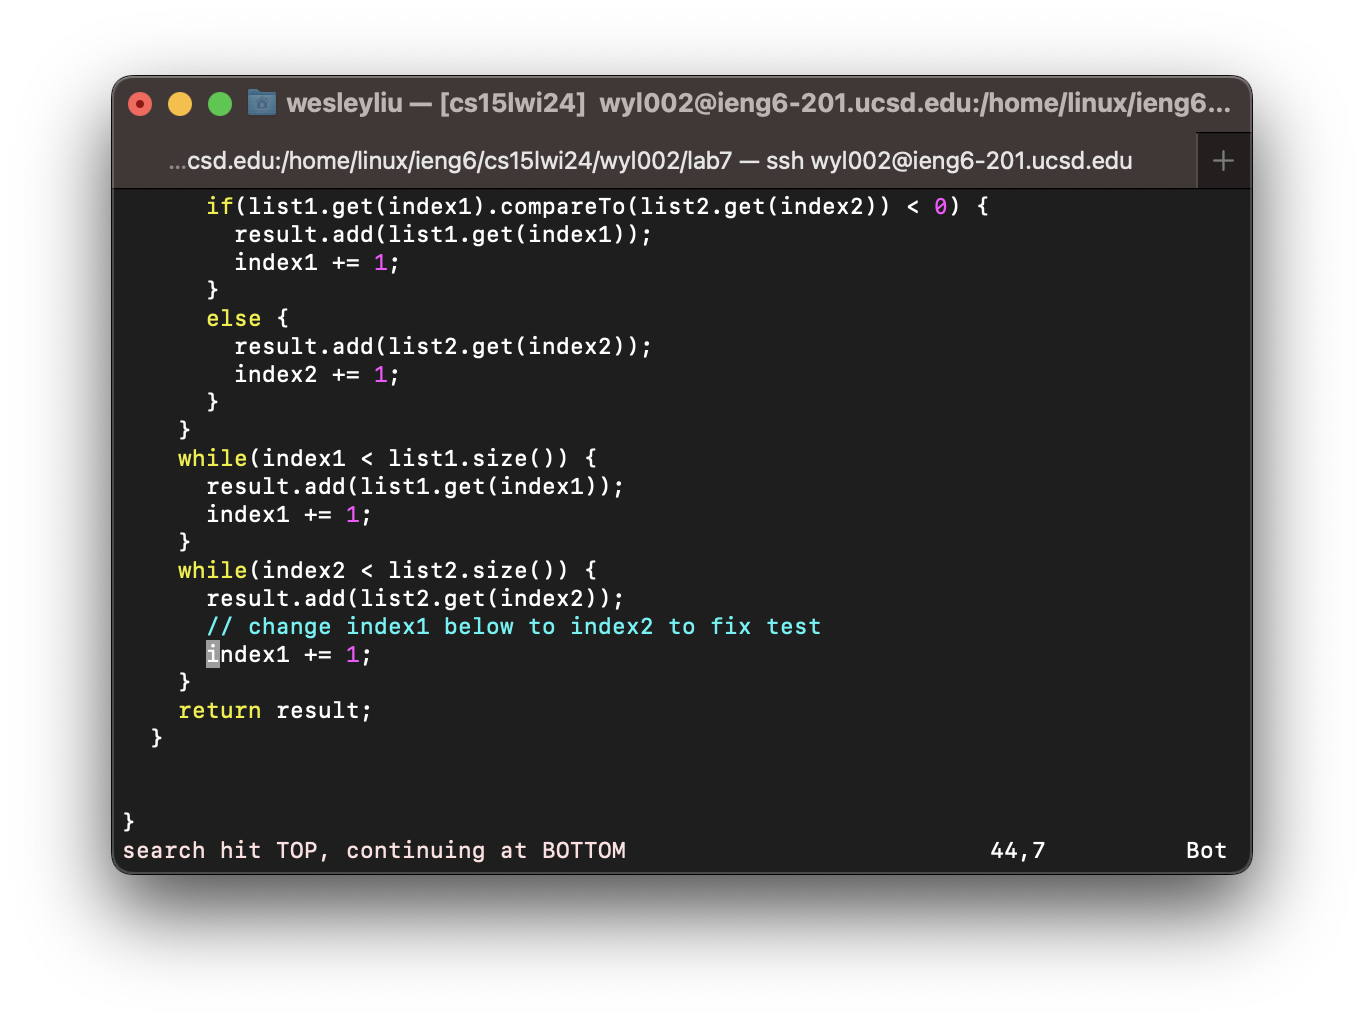 wesleyliu — [cs15lwi24] wyl002@ieng6-201.ucsd.edu:/home/linux/ieng6...
...csd.edu:/home/linux/ieng6/cs15lwi24/wyl002/lab7 — ssh wyl002@ieng6-201.ucsd.edu +
      if(list1.get(index1).compareTo(list2.get(index2)) < 0) {
        result.add(list1.get(index1));
        index1 += 1;
      }
      else {
        result.add(list2.get(index2));
        index2 += 1;
      }
    }
    while(index1 < list1.size()) {
      result.add(list1.get(index1));
      index1 += 1;
    }
    while(index2 < list2.size()) {
      result.add(list2.get(index2));
      // change index1 below to index2 to fix test
      index1 += 1;
    }
    return result;
  }
}
search hit TOP, continuing at BOTTOM 44,7 Bot